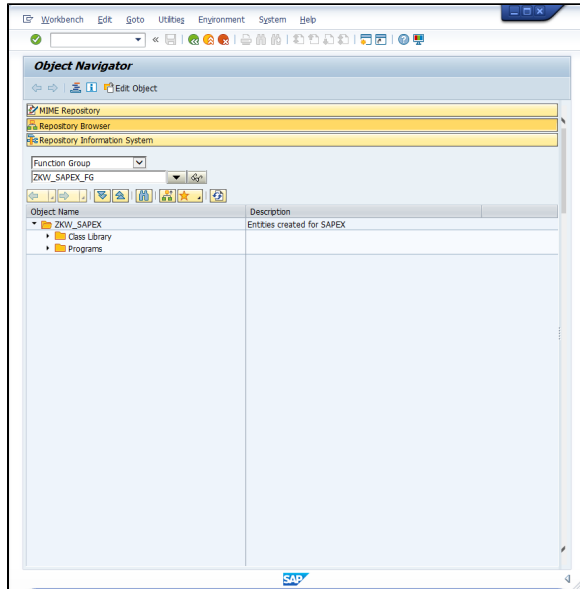 Workbench Edit Goto Utilities Environment System Help
Object Navigator
Edit Object
MIME Repository
Repository Browser
Repository Information System
Function Group
ZKW_SAPEX_FG
Object Name Description
ZKW_SAPEX Entities created for SAPEX
Class Library
Programs
SAP